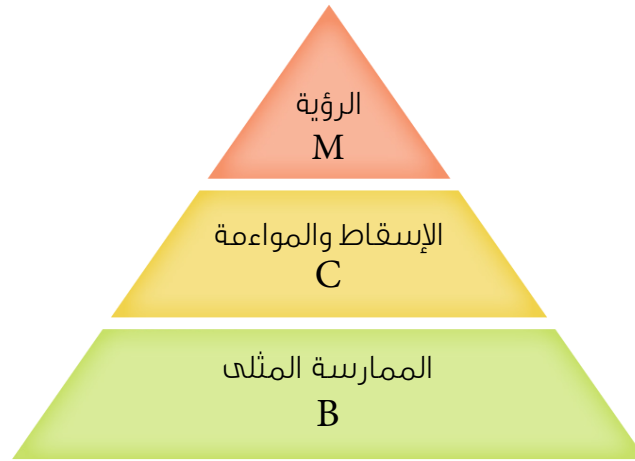 الرؤية
M
الإسقاط والمواءمة
C
الممارسة المثلى
B